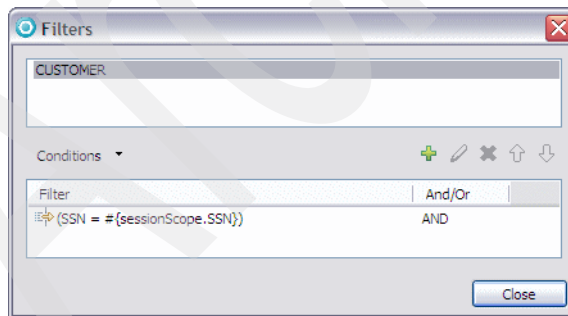 Filters
CUSTOMER
Conditions
Filter And/Or
(SSN = #{sessionScope.SSN}) AND
Close